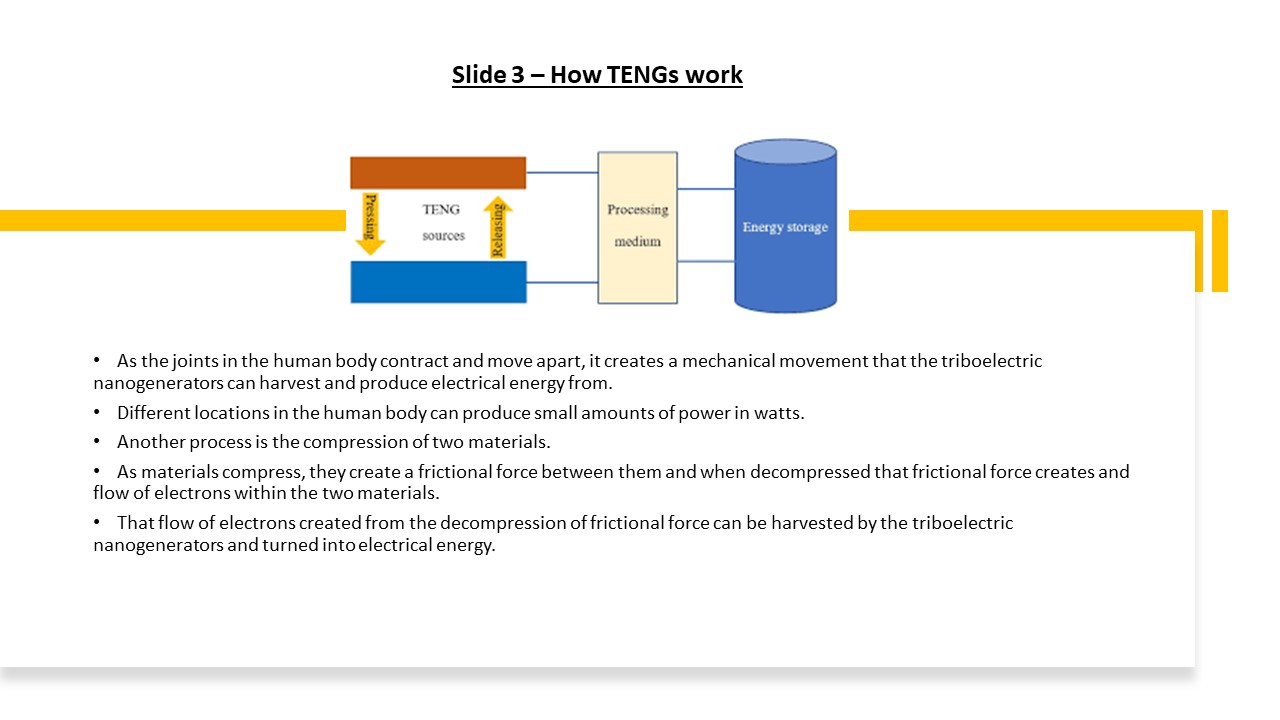 Slide 3 – How TENGs work
Pressing
TENG
sources
Releasing
Processing
medium
Energy storage
• As the joints in the human body contract and move apart, it creates a mechanical movement that the triboelectric
nanogenerators can harvest and produce electrical energy from.
• Different locations in the human body can produce small amounts of power in watts.
• Another process is the compression of two materials.
• As materials compress, they create a frictional force between them and when decompressed that frictional force creates and
flow of electrons within the two materials.
• That flow of electrons created from the decompression of frictional force can be harvested by the triboelectric
nanogenerators and turned into electrical energy.